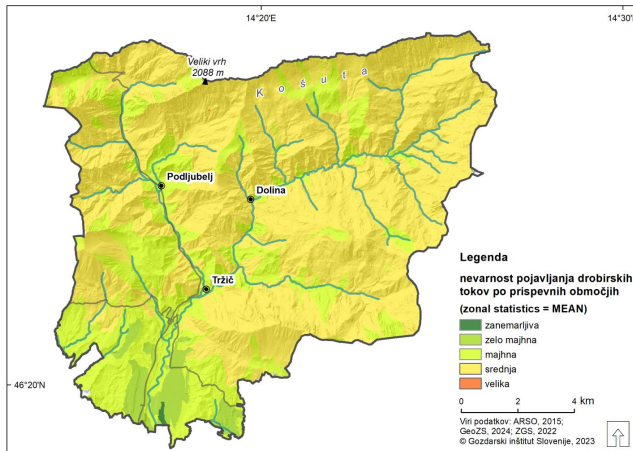 14°20'E
14°30'E
Veliki vrh
2088 m
Košuta
Podljubelj
Dolina
Tržič
46°20'N
Legenda
nevarnost pojavljanja drobirskih
tokov po prispevnih območjih
(zonal statistics = MEAN)
zanemarljiva
zelo majhna
majhna
srednja
velika
0 2 4 km
Viri podatkov: ARSO, 2015;
GeoZS, 2024; ZGS, 2022
© Gozdarski inštitut Slovenije, 2023